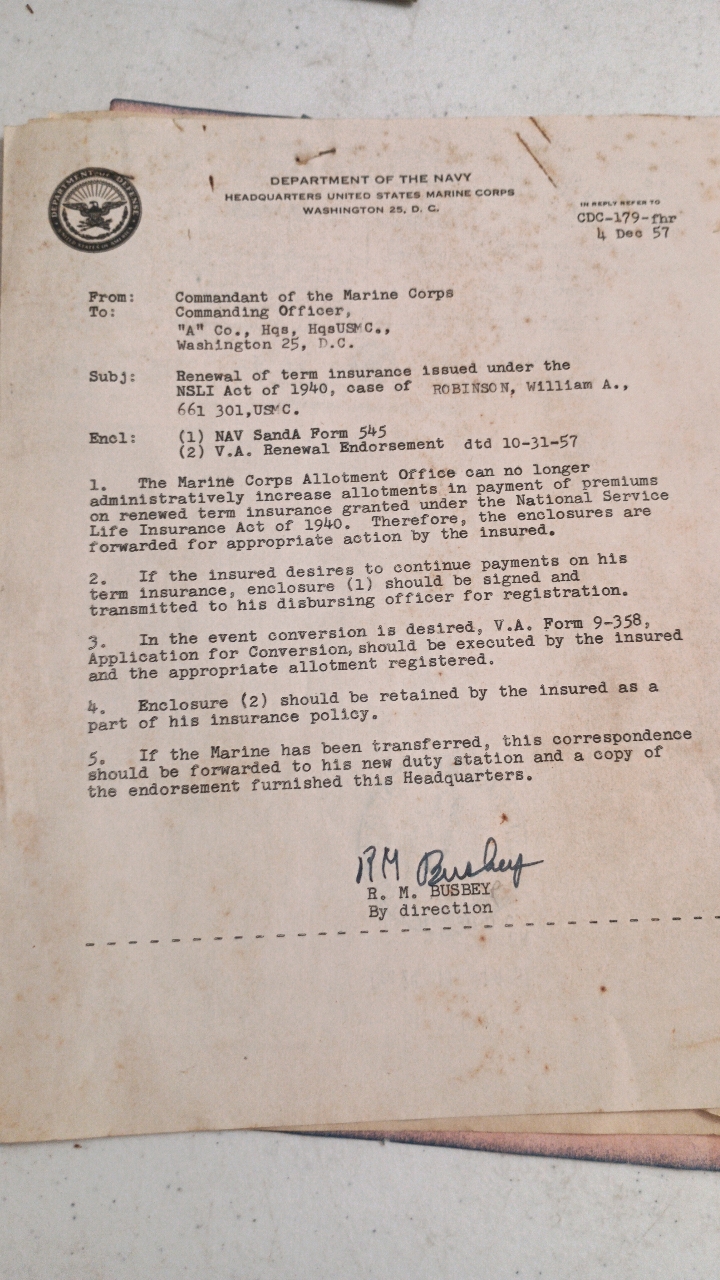 DEPARTMENT OF DEFENSE
UNITED STATES OF AMERICA
DEPARTMENT OF THE NAVY
HEADQUARTERS UNITED STATES MARINE CORPS
WASHINGTON 25, D. C.
IN REPLY REFER TO
CDC-179-fhr
4 Dec 57
From: Commandant of the Marine Corps
To: Commanding Officer,
"A" Co., Hqs, HqsUSMC.,
Washington 25, D.C.
Subj: Renewal of term insurance issued under the
NSLI Act of 1940, case of ROBINSON, William A.,
661 301,USMC.
Encl: (1) NAV SandA Form 545
(2) V.A. Renewal Endorsement dtd 10-31-57
1. The Marine Corps Allotment Office can no longer
administratively increase allotments in payment of premiums
on renewed term insurance granted under the National Service
Life Insurance Act of 1940. Therefore, the enclosures are
forwarded for appropriate action by the insured.
2. If the insured desires to continue payments on his
term insurance, enclosure (1) should be signed and
transmitted to his disbursing officer for registration.
3. In the event conversion is desired, V.A. Form 9-358,
Application for Conversion, should be executed by the insured
and the appropriate allotment registered.
4. Enclosure (2) should be retained by the insured as a
part of his insurance policy.
5. If the Marine has been transferred, this correspondence
should be forwarded to his new duty station and a copy of
the endorsement furnished this Headquarters.
R M Busbey
R. M. BUSBEY
By direction